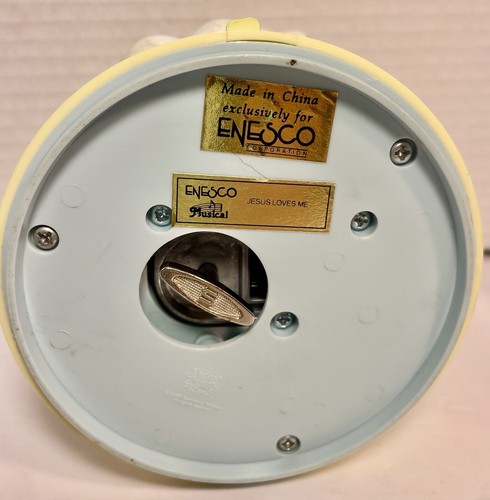 Made in China
exclusively for
ENESCO
CORPORATION
ENESCO
Musical
JESUS LOVES ME